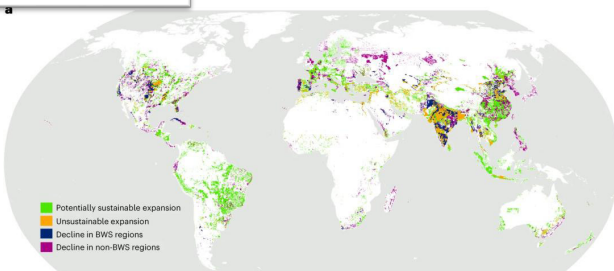 a
Potentially sustainable expansion
Unsustainable expansion
Decline in BWS regions
Decline in non-BWS regions